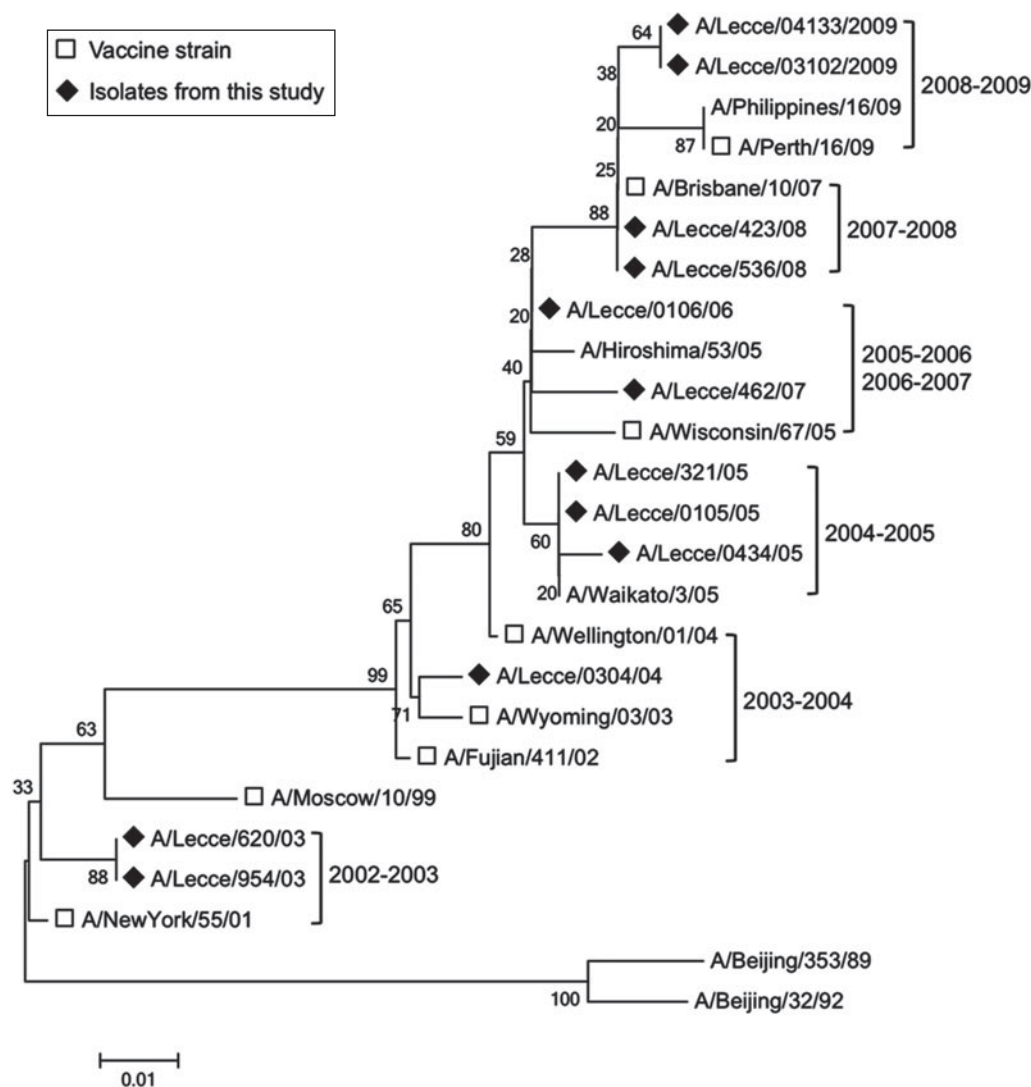 Vaccine strain
Isolates from this study
64
A/Lecce/04133/2009
A/Lecce/03102/2009
38
2008-2009
A/Philippines/16/09
20
87
A/Perth/16/09
25
A/Brisbane/10/07
88
A/Lecce/423/08
2007-2008
A/Lecce/536/08
28
A/Lecce/0106/06
20
A/Hiroshima/53/05
2005-2006
2006-2007
40
A/Lecce/462/07
A/Wisconsin/67/05
59
A/Lecce/321/05
A/Lecce/0105/05
2004-2005
80
60
A/Lecce/0434/05
20
A/Waikato/3/05
65
A/Wellington/01/04
99
A/Lecce/0304/04
2003-2004
71
A/Wyoming/03/03
63
A/Fujian/411/02
33
A/Moscow/10/99
A/Lecce/620/03
88
A/Lecce/954/03
2002-2003
A/NewYork/55/01
A/Beijing/353/89
100
A/Beijing/32/92
0.01